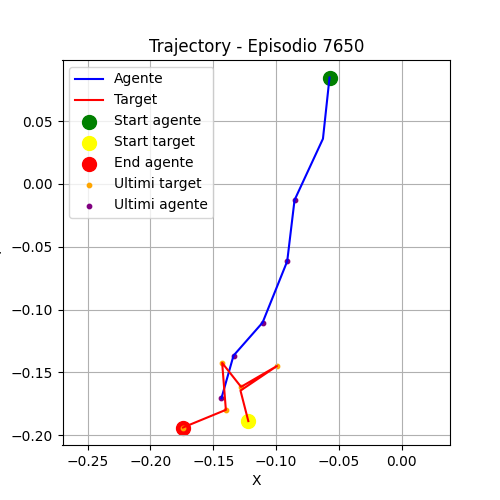 Trajectory - Episodio 7650
Agente
Target
Start agente
Start target
End agente
Ultimi target
Ultimi agente
0.05
0.00
−0.05
−0.10
−0.15
−0.20
−0.25
−0.20
−0.15
−0.10
−0.05
0.00
X